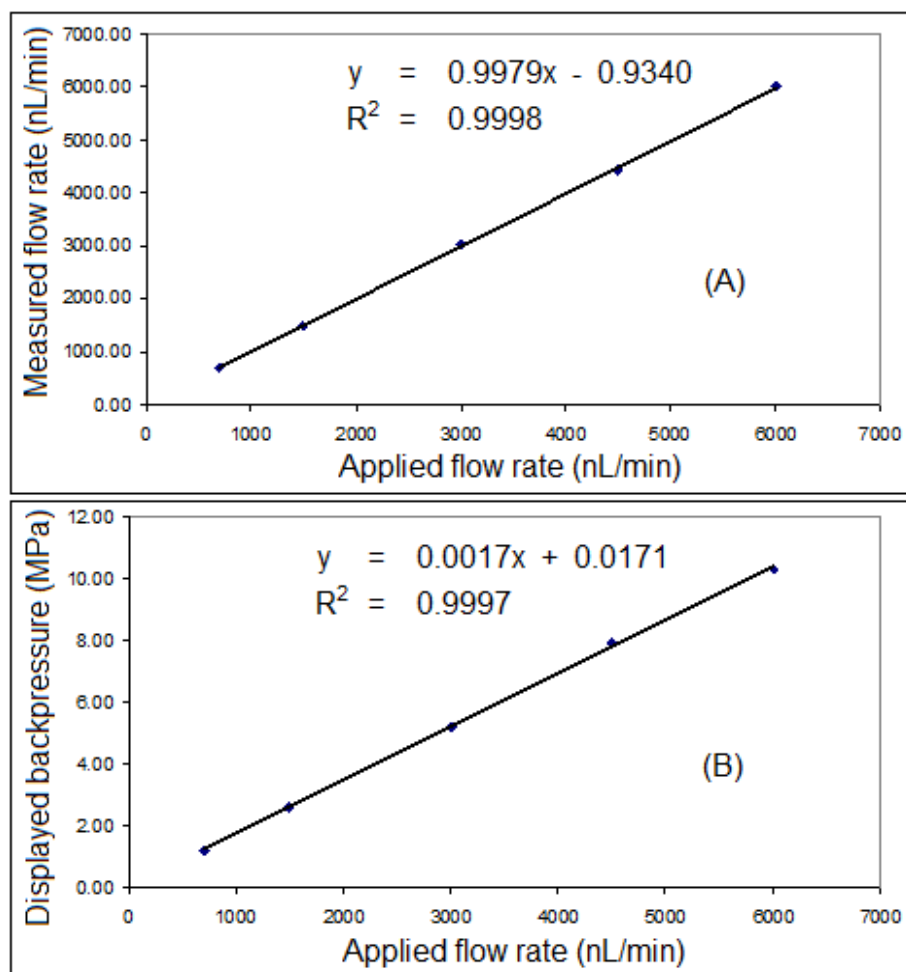 7000.00
6000.00
5000.00
4000.00
3000.00
2000.00
1000.00
0.00
Measured flow rate (nL/min)
y = 0.9979x - 0.9340
R² = 0.9998
(A)
0 1000 2000 3000 4000 5000 6000 7000
Applied flow rate (nL/min)
12.00
10.00
8.00
6.00
4.00
2.00
0.00
Displayed backpressure (MPa)
y = 0.0017x + 0.0171
R² = 0.9997
(B)
0 1000 2000 3000 4000 5000 6000 7000
Applied flow rate (nL/min)